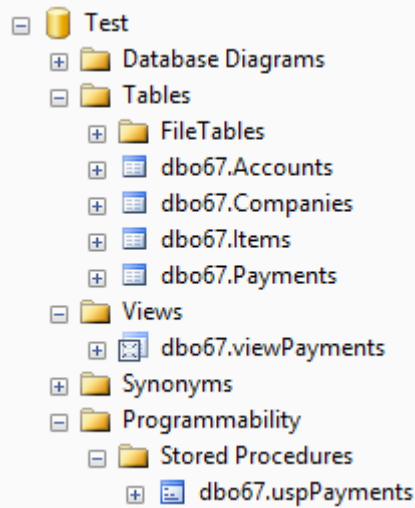 Test
Database Diagrams
Tables
FileTables
dbo67.Accounts
dbo67.Companies
dbo67.Items
dbo67.Payments
Views
dbo67.viewPayments
Synonyms
Programmability
Stored Procedures
dbo67.uspPayments